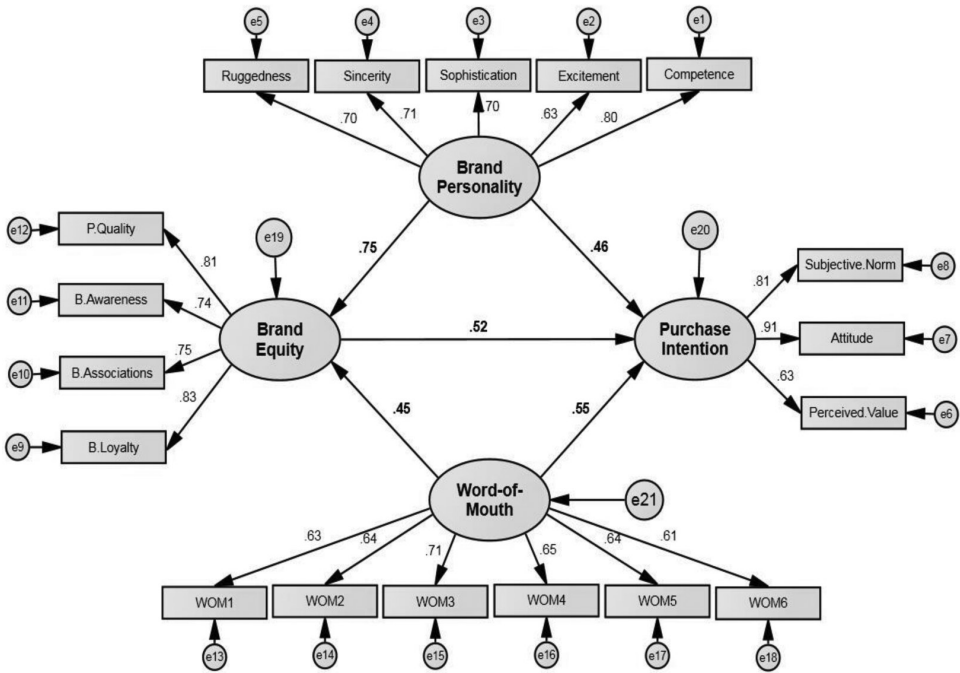 e5
e4
e3
e2
e1
Ruggedness
Sincerity
Sophistication
Excitement
Competence
.70
.71
.70
.63
.80
Brand
Personality
e12
P.Quality
.81
e11
B.Awareness
.74
e10
B.Associations
.75
e9
B.Loyalty
.83
e19
.75
.46
e20
Brand
Equity
.52
Purchase
Intention
.81
Subjective.Norm
e8
.91
Attitude
e7
.63
Perceived.Value
e6
.45
.55
Word-of-
Mouth
e21
.63
.64
.71
.65
.64
.61
WOM1
WOM2
WOM3
WOM4
WOM5
WOM6
e13
e14
e15
e16
e17
e18